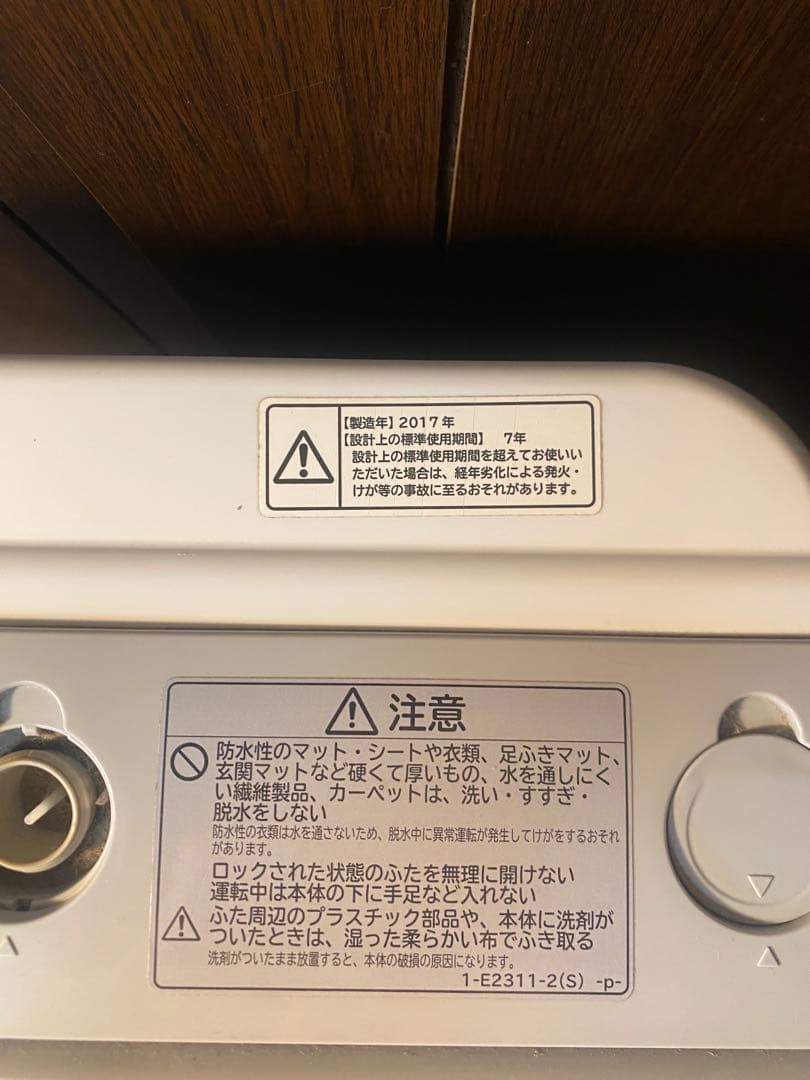 【製造年】2017年
【設計上の標準使用期間】 7年
設計上の標準使用期間を超えてお使いい
ただいた場合は、経年劣化による発火・
けが等の事故に至るおそれがあります。
注意
防水性のマット・シートや衣類、足ふきマット、
玄関マットなど硬くて厚いもの、水を通しにく
い繊維製品、カーペットは、洗い・すすぎ・
脱水をしない
防水性の衣類は水を通さないため、脱水中に異常運転が発生してけがをするおそれ
があります。
ロックされた状態のふたを無理に開けない
運転中は本体の下に手足など入れない
ふた周辺のプラスチック部品や、本体に洗剤が
ついたときは、湿った柔らかい布でふき取る
洗剤がついたまま放置すると、本体の破損の原因になります。
1-E2311-2(S) -p-